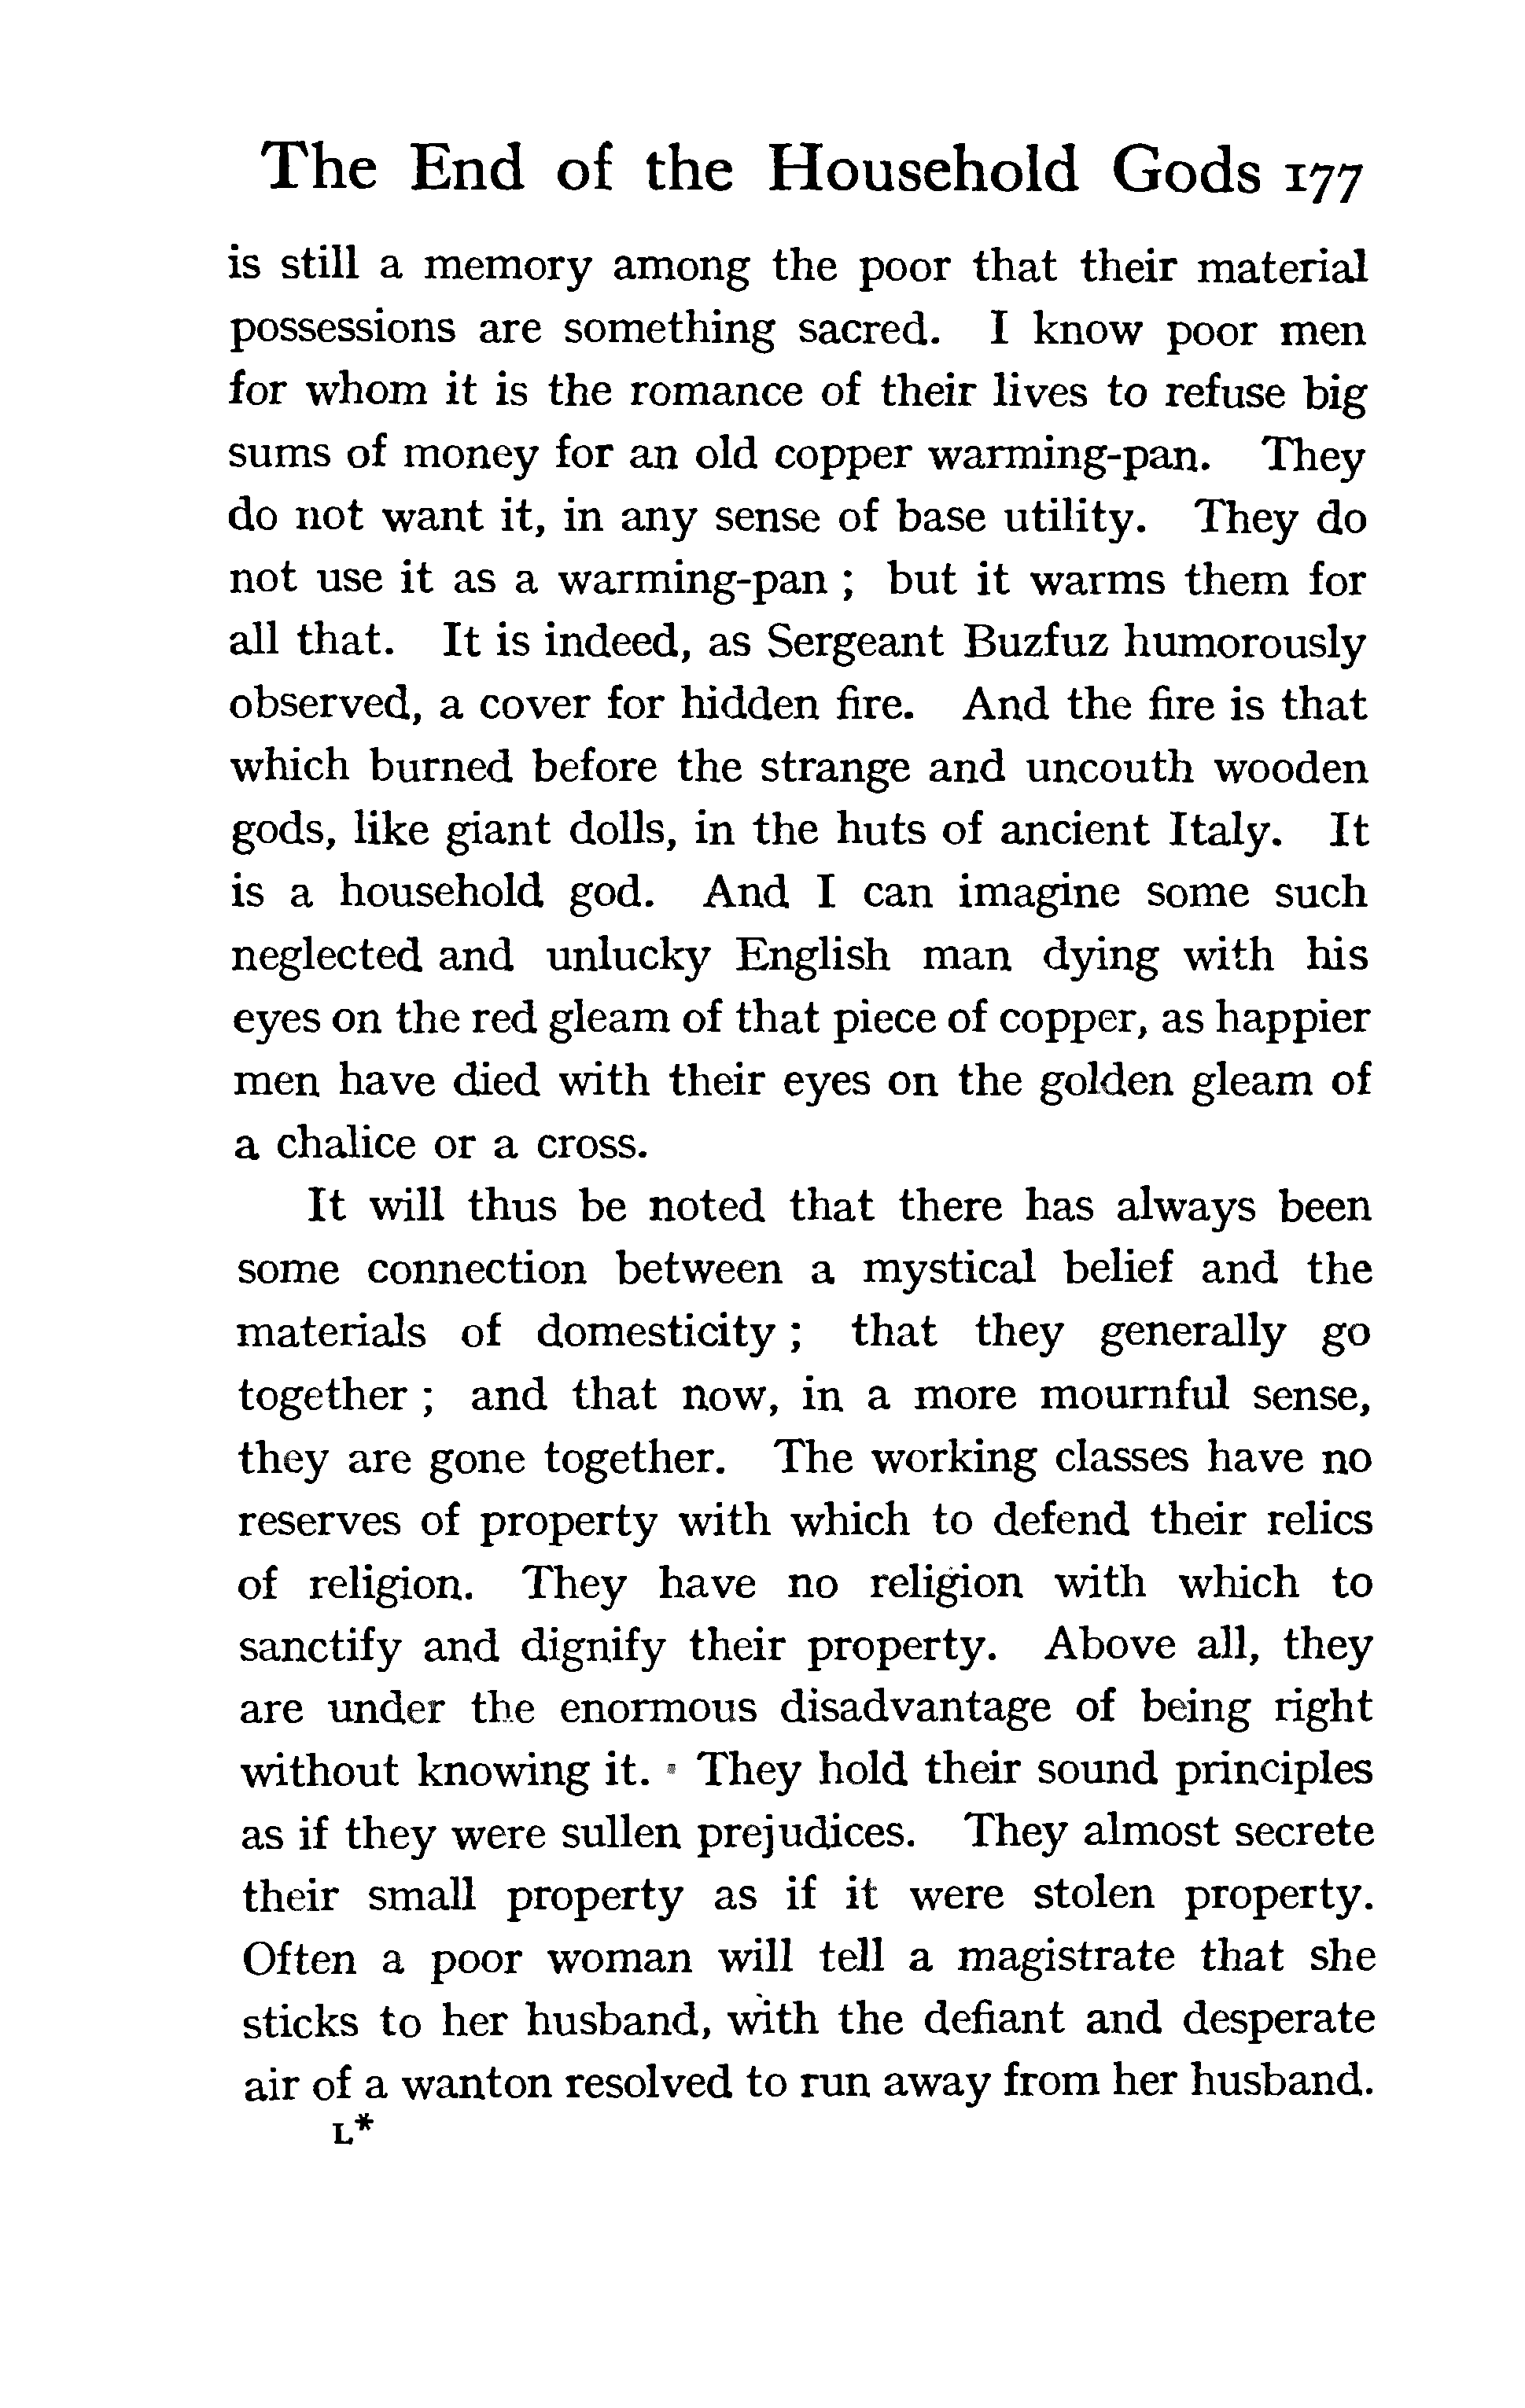 The End of the Household Gods 177
is still a memory among the poor that their material
possessions are something sacred. I know poor men
for whom it is the romance of their lives to refuse big
sums of money for an old copper warming-pan. They
do not want it, in any sense of base utility. They do
not use it as a warming-pan ; but it warms them for
all that. It is indeed, as Sergeant Buzfuz humorously
observed, a cover for hidden fire. And the fire is that
which burned before the strange and uncouth wooden
gods, like giant dolls, in the huts of ancient Italy. It
is a household god. And I can imagine some such
neglected and unlucky English man dying with his
eyes on the red gleam of that piece of copper, as happier
men have died with their eyes on the golden gleam of
a chalice or a cross.
It will thus be noted that there has always been
some connection between a mystical belief and the
materials of domesticity ; that they generally go
together ; and that now, in a more mournful sense,
they are gone together. The working classes have no
reserves of property with which to defend their relics
of religion. They have no religion with which to
sanctify and dignify their property. Above all, they
are under the enormous disadvantage of being right
without knowing it. They hold their sound principles
as if they were sullen prejudices. They almost secrete
their small property as if it were stolen property.
Often a poor woman will tell a magistrate that she
sticks to her husband, with the defiant and desperate
air of a wanton resolved to run away from her husband.
L*